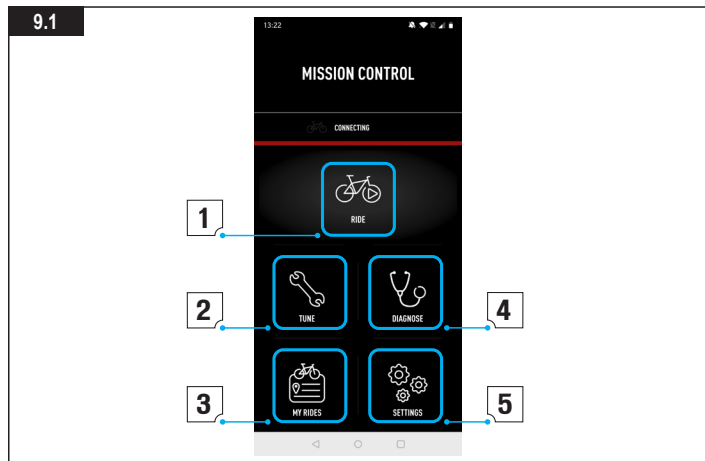 9.1
13:22
MISSION CONTROL
CONNECTING
1
RIDE
2
TUNE
DIAGNOSE
4
3
MY RIDES
SETTINGS
5